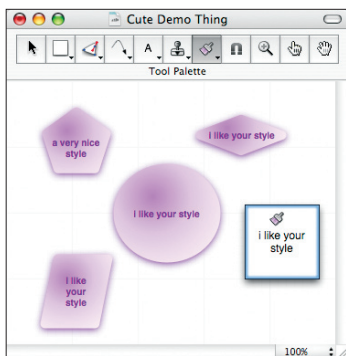 Cute Demo Thing
A
Tool Palette
a very nice
style
i like your style
i like your style
i like your
style
i like
your
style
100%